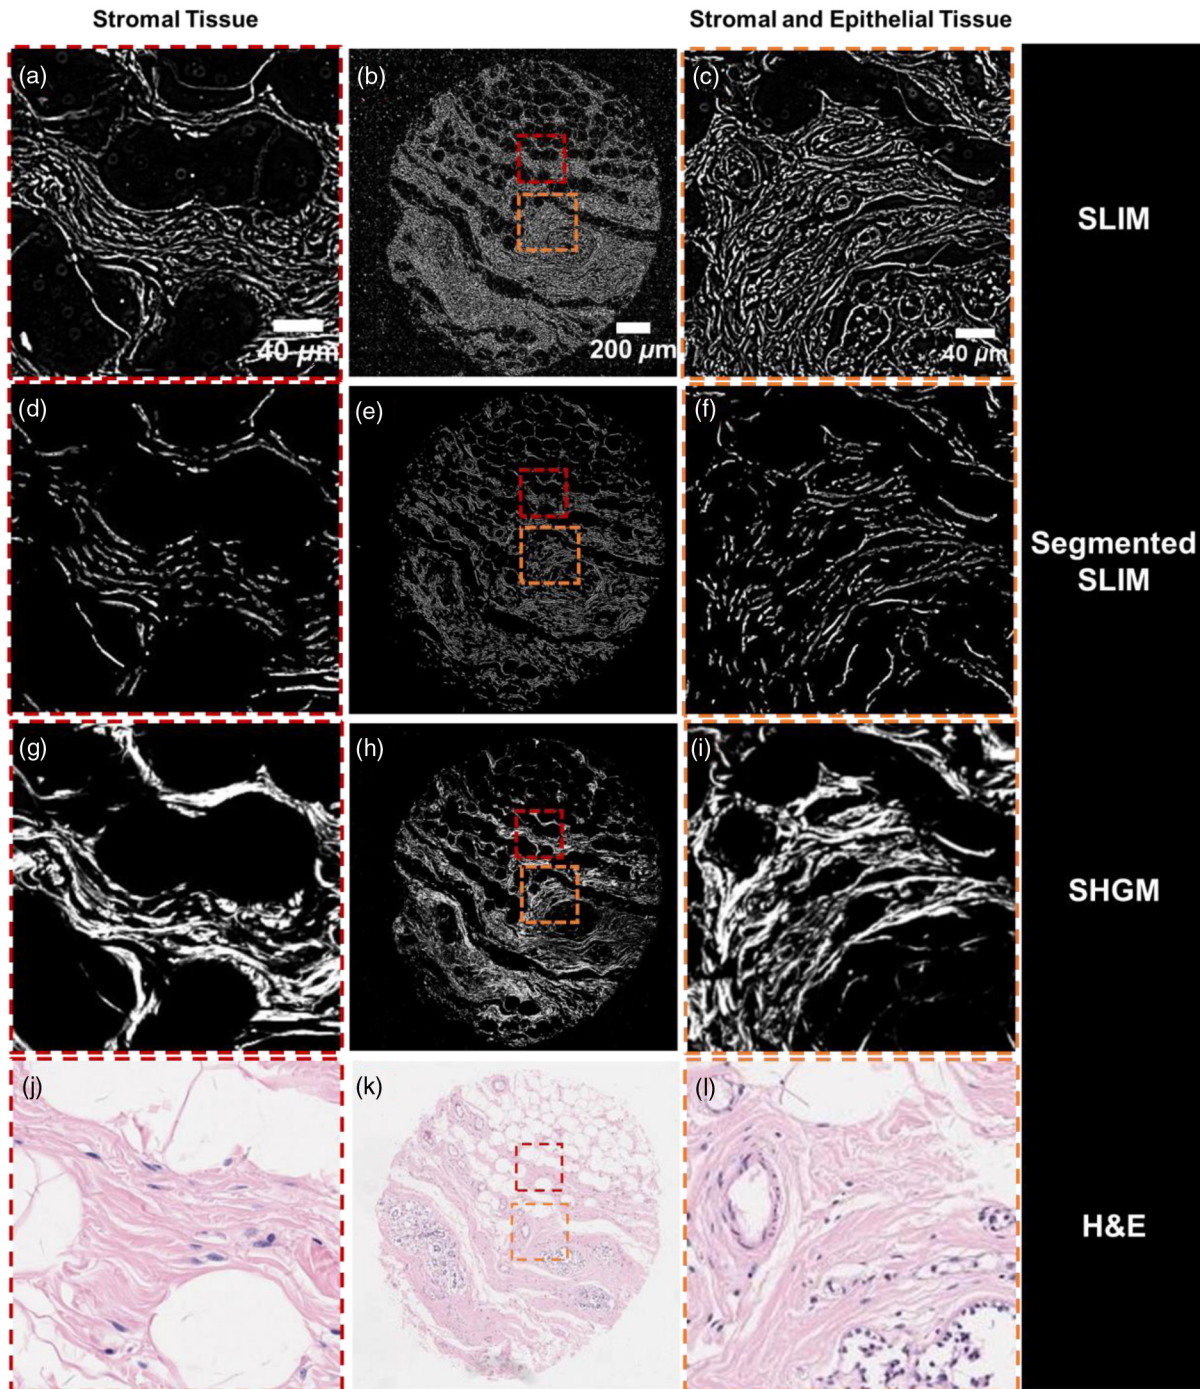 Stromal Tissue
Stromal and Epithelial Tissue
(a)
(b)
(c)
SLIM
40 µm
200 µm
40 µm
(d)
(e)
(f)
Segmented
SLIM
(g)
(h)
(i)
SHGM
(j)
(k)
(l)
H&E